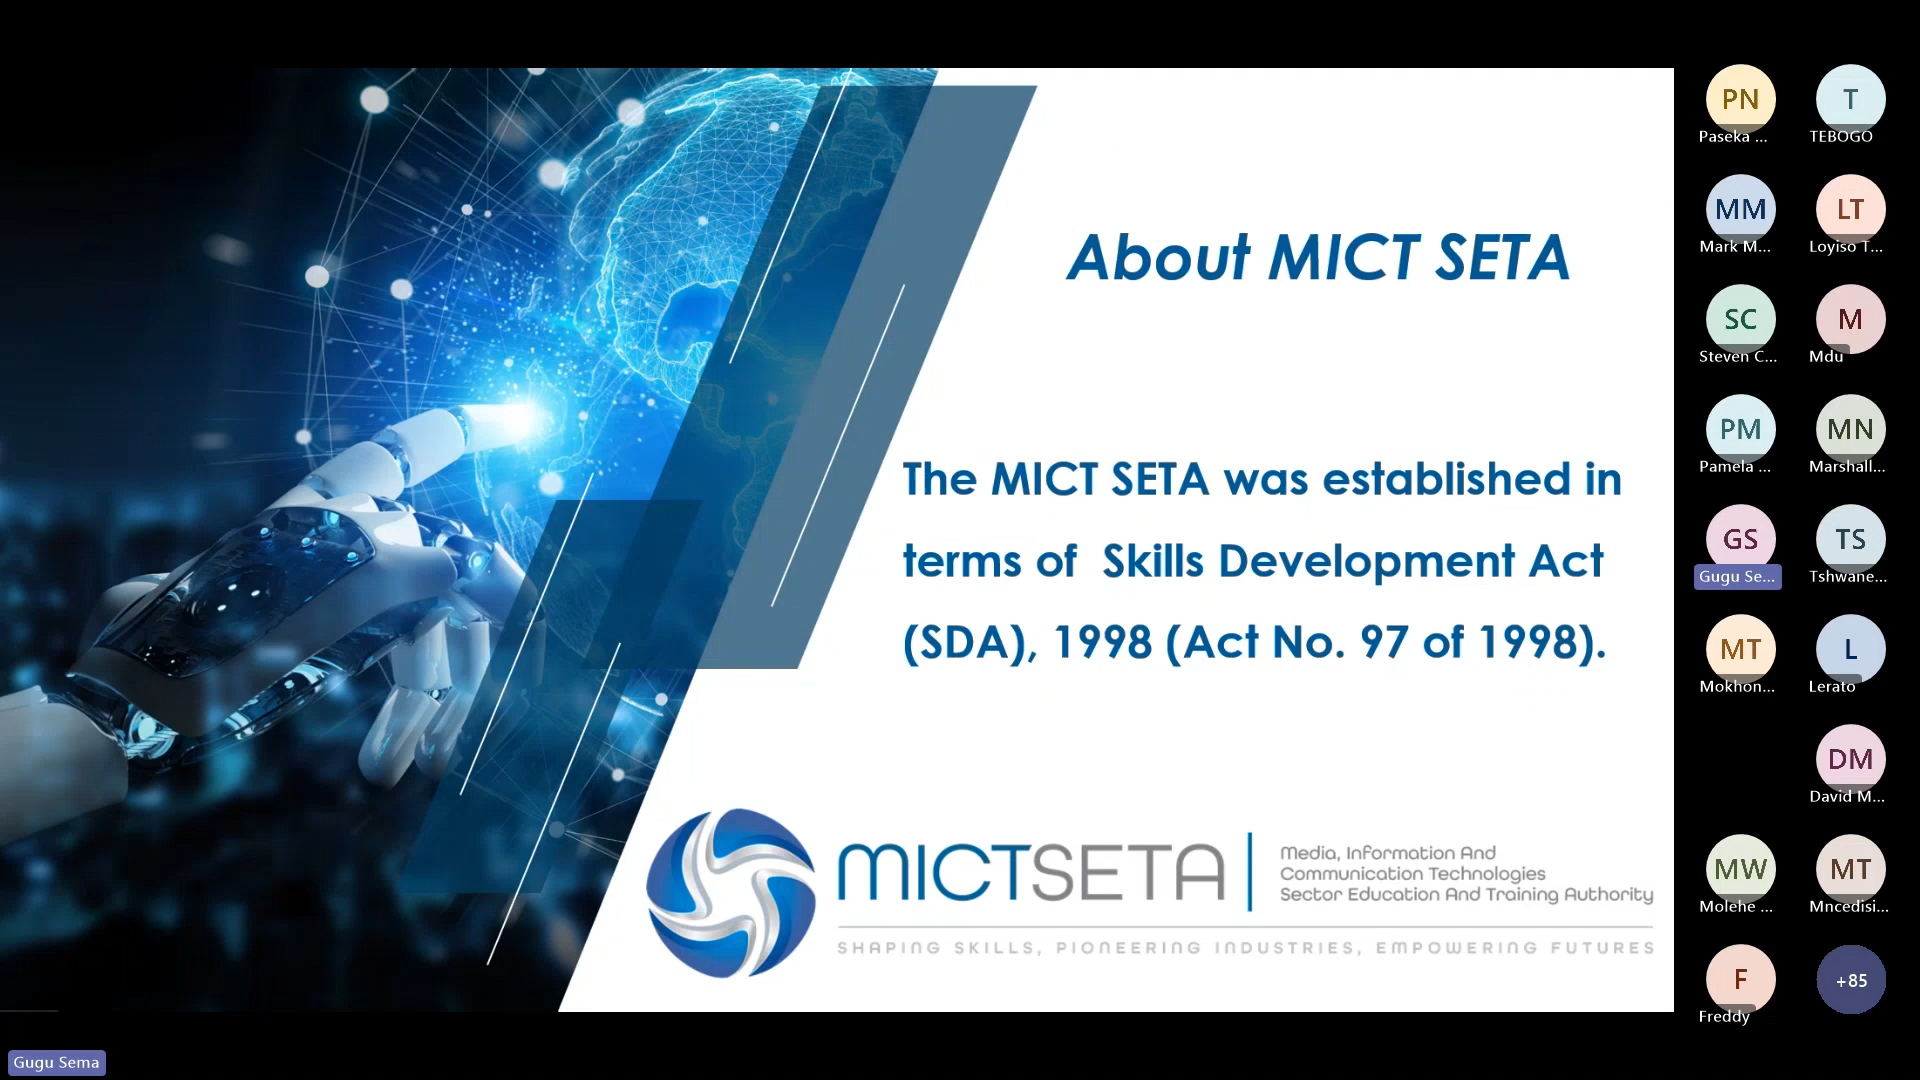 About MICT SETA
The MICT SETA was established in
terms of Skills Development Act
(SDA), 1998 (Act No. 97 of 1998).
MICTSETA
Media, Information And
Communication Technologies
Sector Education And Training Authority
SHAPING SKILLS, PIONEERING INDUSTRIES, EMPOWERING FUTURES
PN
T
Paseka ...
TEBOGO
MM
LT
Mark M...
Loyiso T...
SC
M
Steven C...
Mdu
PM
MN
Pamela ...
Marshall...
GS
TS
Gugu Se...
Tshwane...
MT
L
Mokhon...
Lerato
DM
David M...
MW
MT
Molehe ...
Mncedisi...
F
+85
Freddy
Gugu Sema